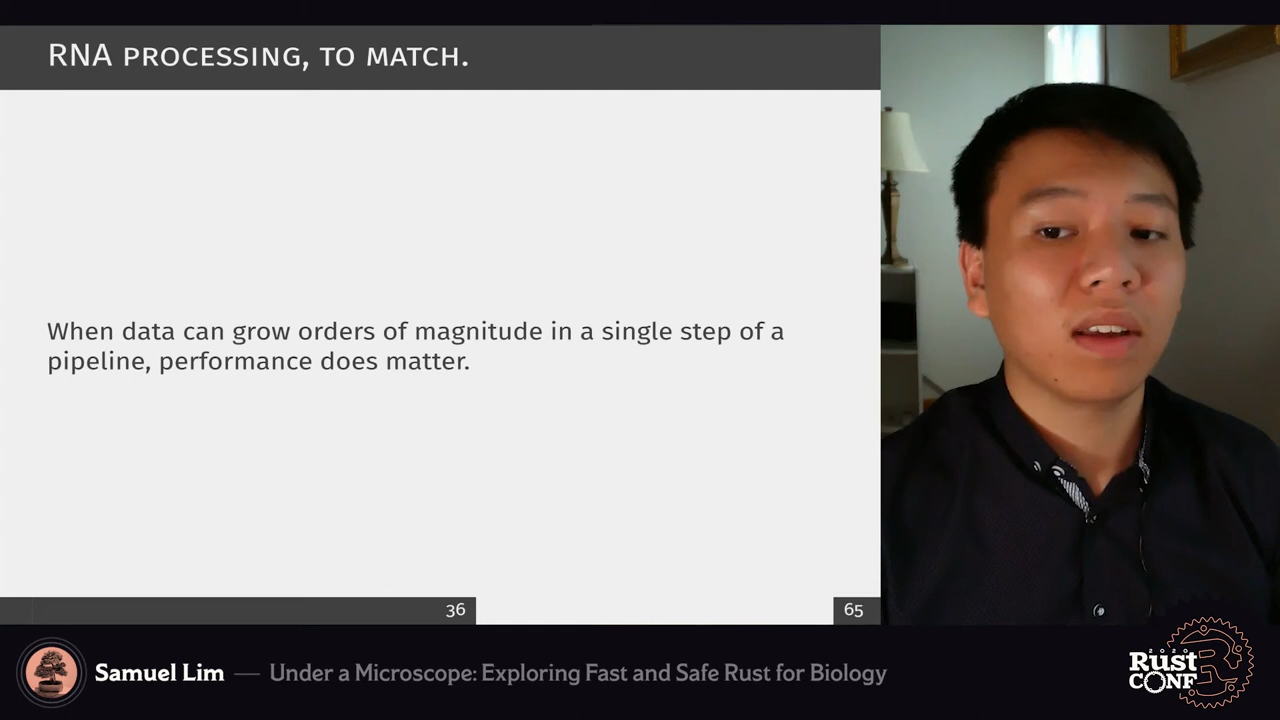 RNA PROCESSING, TO MATCH.
When data can grow orders of magnitude in a single step of a
pipeline, performance does matter.
36
65
Samuel Lim — Under a Microscope: Exploring Fast and Safe Rust for Biology
2020
Rust
CONF